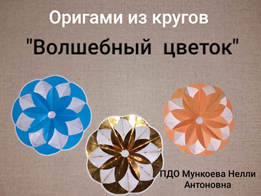 Оригами из кругов
"Волшебный цветок"
ПДО Мункоева Нелли
Антоновна